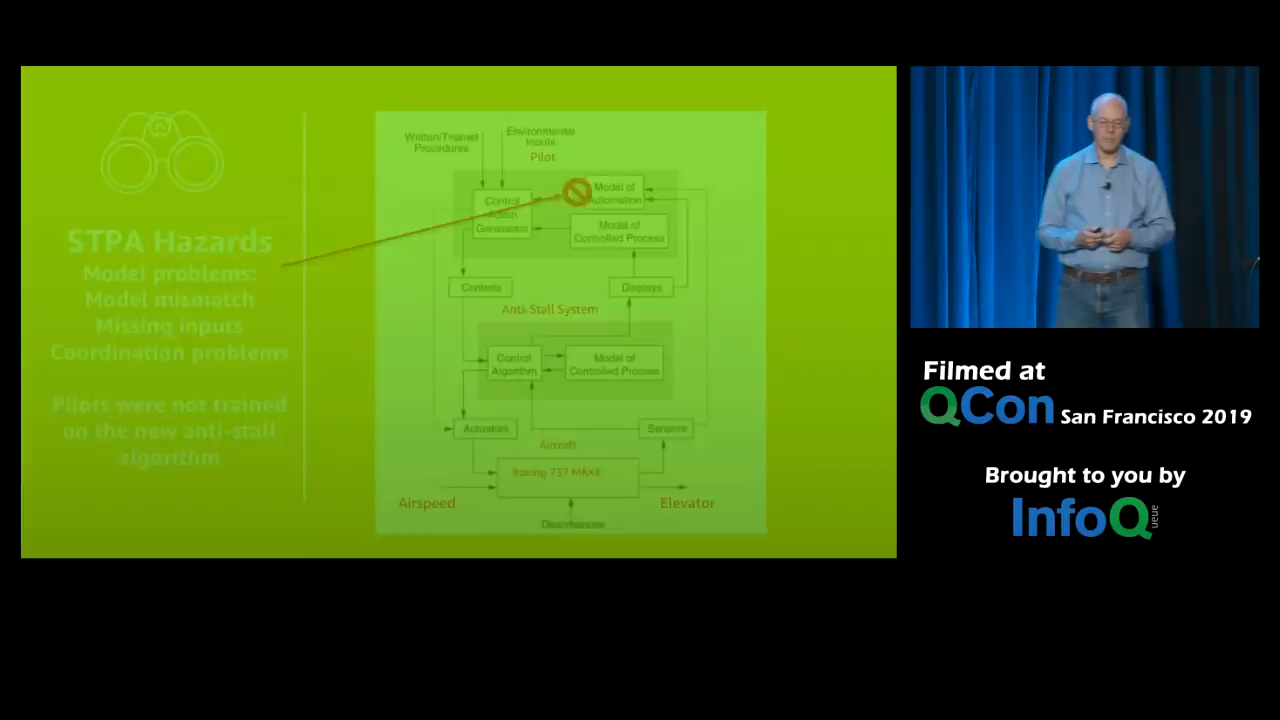 STPA Hazards
Model problems:
Model mismatch
Missing inputs
Coordination problems
Pilots were not trained
on the new anti-stall
algorithm
Written/Trained
Procedures
Environmental
Inputs
Pilot
Control
Action
Generation
Model of
Automation
Model of
Controlled Process
Controls
Displays
Anti-Stall System
Control
Algorithm
Model of
Controlled Process
Actuators
Sensors
Aircraft
Boeing 737 MAX8
Airspeed
Elevator
Disturbances
Filmed at
QCon San Francisco 2019
Brought to you by
InfoQ
ueue